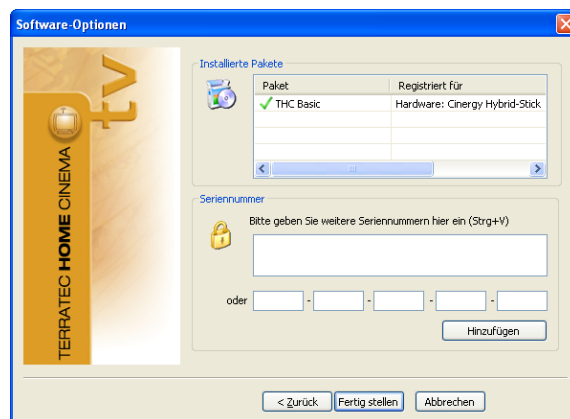 Software-Optionen
tv
TERRATEC HOME CINEMA
Installierte Pakete
Paket Registriert für
THC Basic Hardware: Cinergy Hybrid-Stick
Seriennummer
Bitte geben Sie weitere Seriennummern hier ein (Strg+V)
oder - - - -
Hinzufügen
< Zurück Fertig stellen Abbrechen